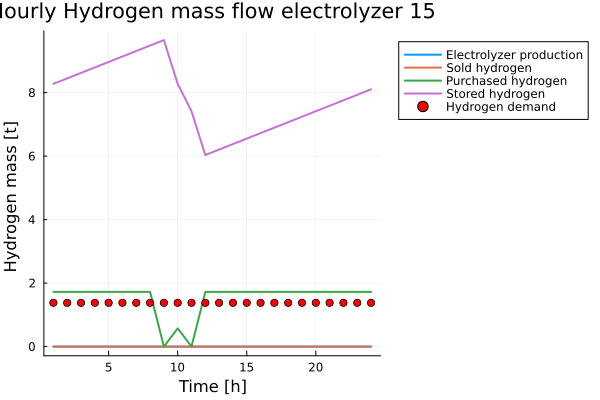 Hourly Hydrogen mass flow electrolyzer 15
Electrolyzer production
Sold hydrogen
Purchased hydrogen
Stored hydrogen
Hydrogen demand
Hydrogen mass [t]
8
6
4
2
0
5
10
15
20
Time [h]